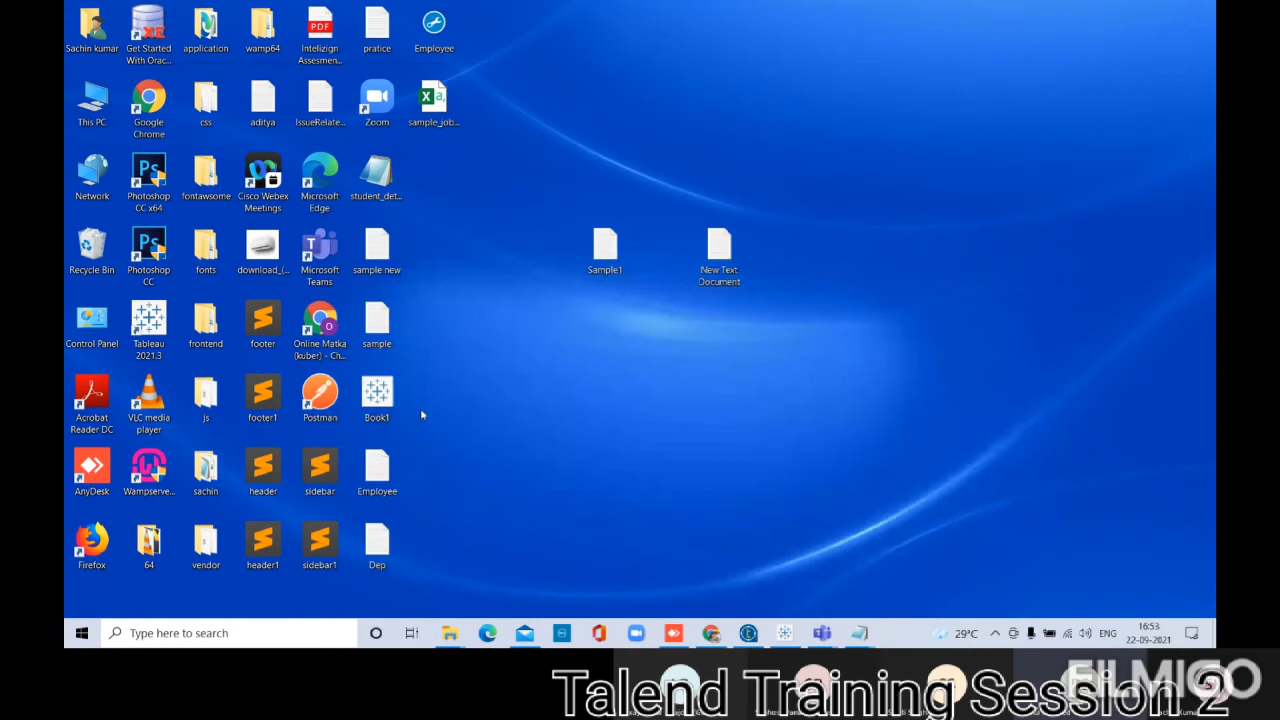 Sachin kumar
Get Started
With Orac...
application
wamp64
PDF
Intelizign
Assesmen...
pratice
Employee
This PC
Google
Chrome
css
aditya
IssueRelate...
Zoom
sample_job...
Network
Photoshop
CC x64
fontawsome
Cisco Webex
Meetings
Microsoft
Edge
student_det...
Recycle Bin
Photoshop
CC
fonts
download_(...
Microsoft
Teams
sample new
Sample1
New Text
Document
Control Panel
Tableau
2021.3
frontend
footer
Online Matka
(kuber) - Ch...
sample
Acrobat
Reader DC
VLC media
player
js
footer1
Postman
Book1
AnyDesk
Wampserve...
sachin
header
sidebar
Employee
Firefox
64
vendor
header1
sidebar1
Dep
Type here to search
29°C
ENG
16:53
22-09-2021
Talend Training Session 2
FILMIGO